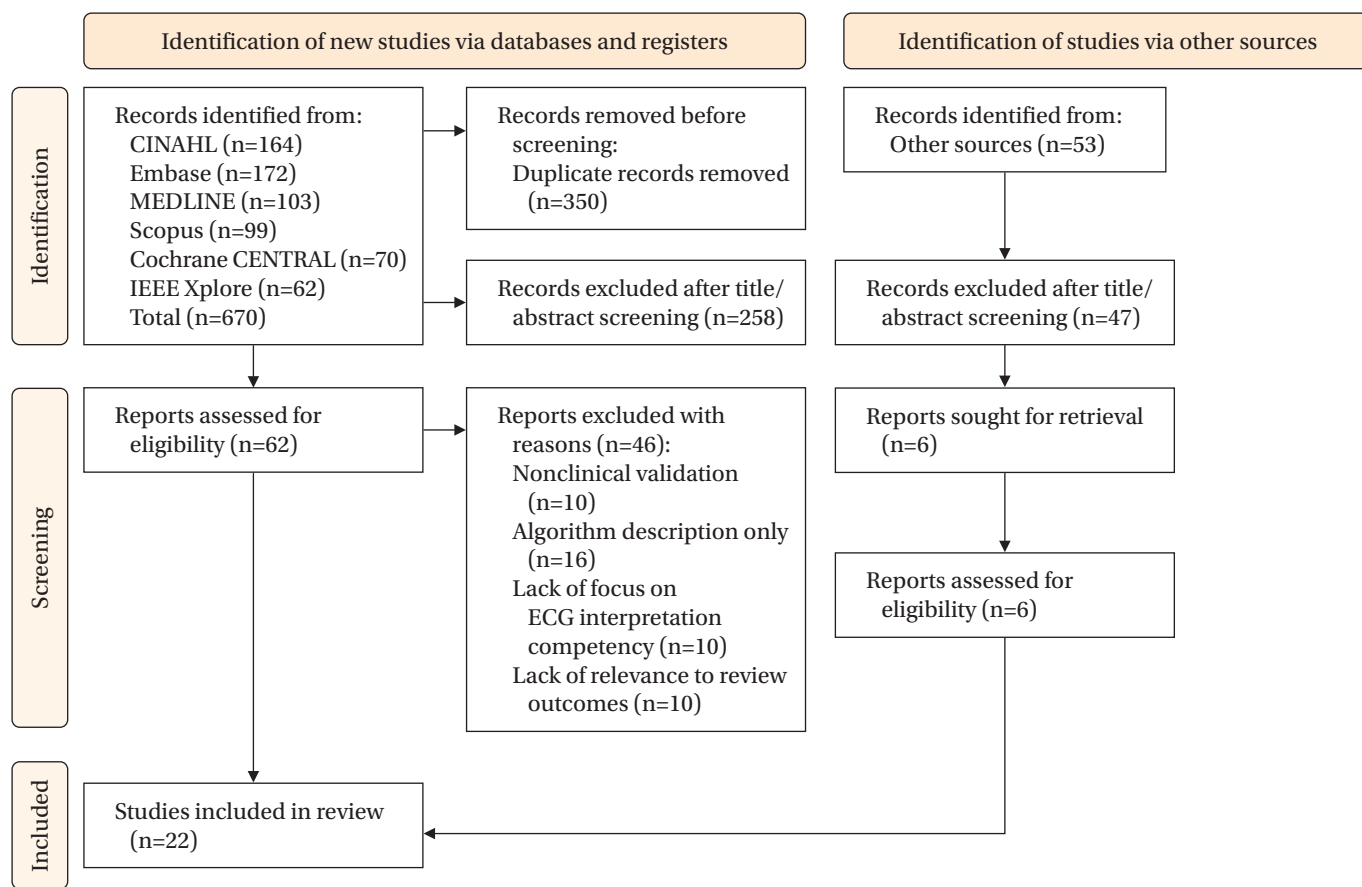 Identification of new studies via databases and registers
Identification of studies via other sources
Identification
Records identified from:
CINAHL (n=164)
Embase (n=172)
MEDLINE (n=103)
Scopus (n=99)
Cochrane CENTRAL (n=70)
IEEE Xplore (n=62)
Total (n=670)
Records removed before
screening:
Duplicate records removed
(n=350)
Records excluded after title/
abstract screening (n=258)
Records identified from:
Other sources (n=53)
Records excluded after title/
abstract screening (n=47)
Screening
Reports assessed for
eligibility (n=62)
Reports excluded with
reasons (n=46):
Nonclinical validation
(n=10)
Algorithm description only
(n=16)
Lack of focus on
ECG interpretation
competency (n=10)
Lack of relevance to review
outcomes (n=10)
Reports sought for retrieval
(n=6)
Reports assessed for
eligibility (n=6)
Included
Studies included in review
(n=22)